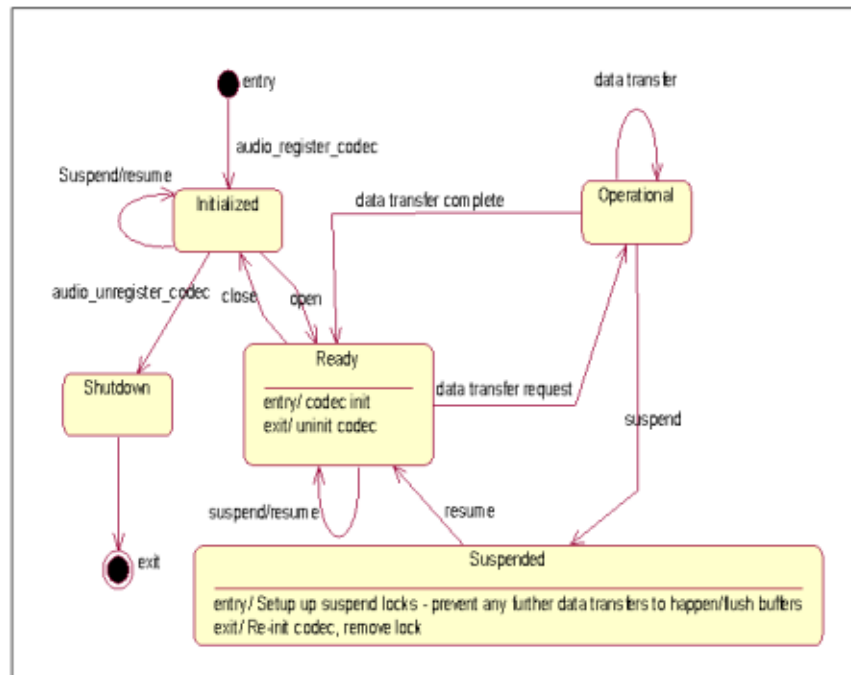 entry
data transfer
audio_register_codec
Suspend/resume
Initialized
Operational
data transfer complete
audio_unregister_codec
close
open
Ready
entry/ codec init
exit/ uninit codec
Shutdown
data transfer request
suspend
suspend/resume
resume
exit
Suspended
entry/ Setup up suspend locks - prevent any further data transfers to happen/flush buffers
exit/ Re-init codec, remove lock